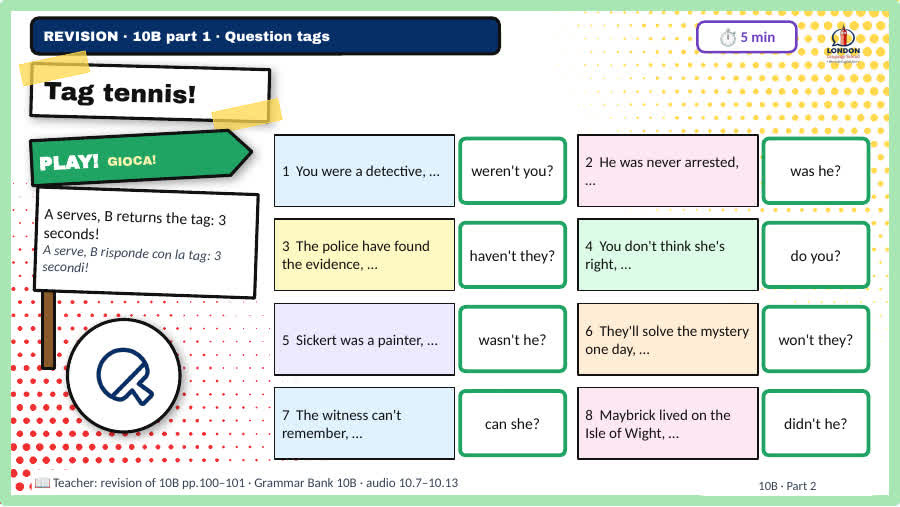 REVISION · 10B part 1 · Question tags
5 min
LONDON
Tag tennis!
PLAY! GIOCA!
A serves, B returns the tag: 3
seconds!
A serve, B risponde con la tag: 3
secondi!
1 You were a detective, ...
weren't you?
2 He was never arrested,
...
was he?
3 The police have found
the evidence, ...
haven't they?
4 You don't think she's
right, ...
do you?
5 Sickert was a painter, ...
wasn't he?
6 They'll solve the mystery
one day, ...
won't they?
7 The witness can't
remember, ...
can she?
8 Maybrick lived on the
Isle of Wight, ...
didn't he?
Teacher: revision of 10B pp.100–101 · Grammar Bank 10B · audio 10.7–10.13
10B · Part 2